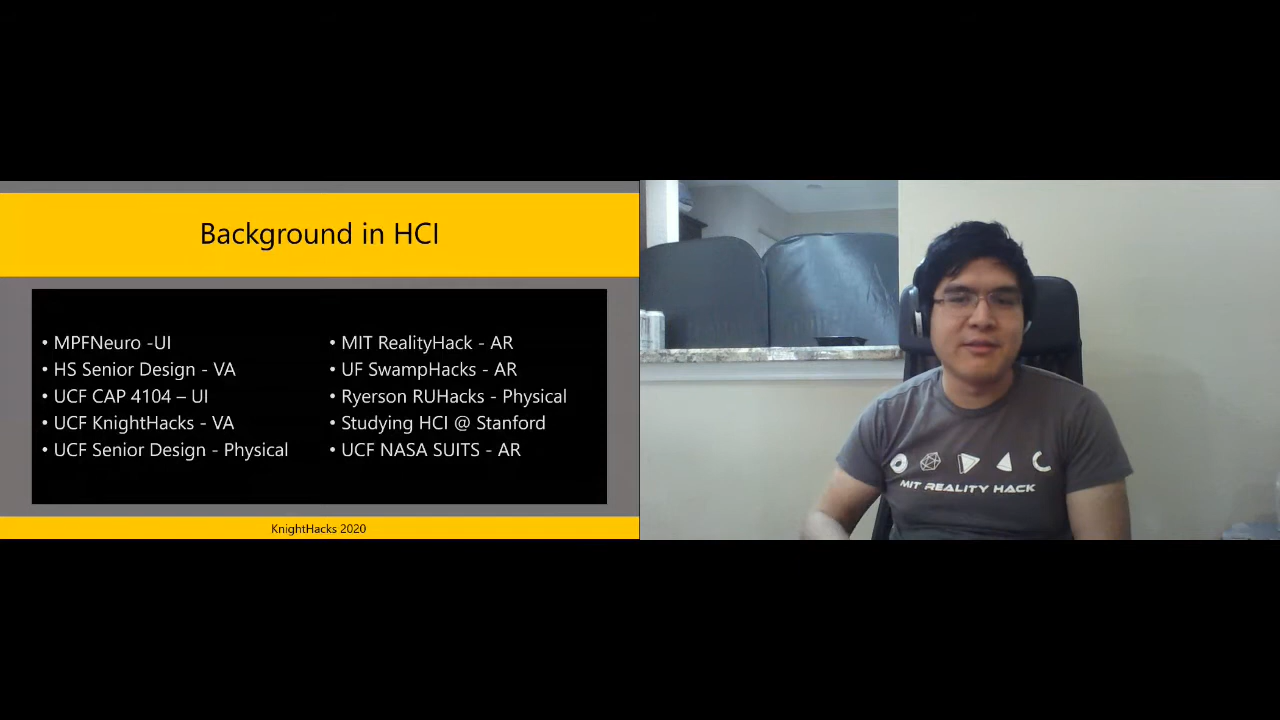 Background in HCI
• MPFNeuro -UI
• HS Senior Design - VA
• UCF CAP 4104 – UI
• UCF KnightHacks - VA
• UCF Senior Design - Physical
• MIT RealityHack - AR
• UF SwampHacks - AR
• Ryerson RUHacks - Physical
• Studying HCI @ Stanford
• UCF NASA SUITS - AR
KnightHacks 2020
MIT REALITY HACK